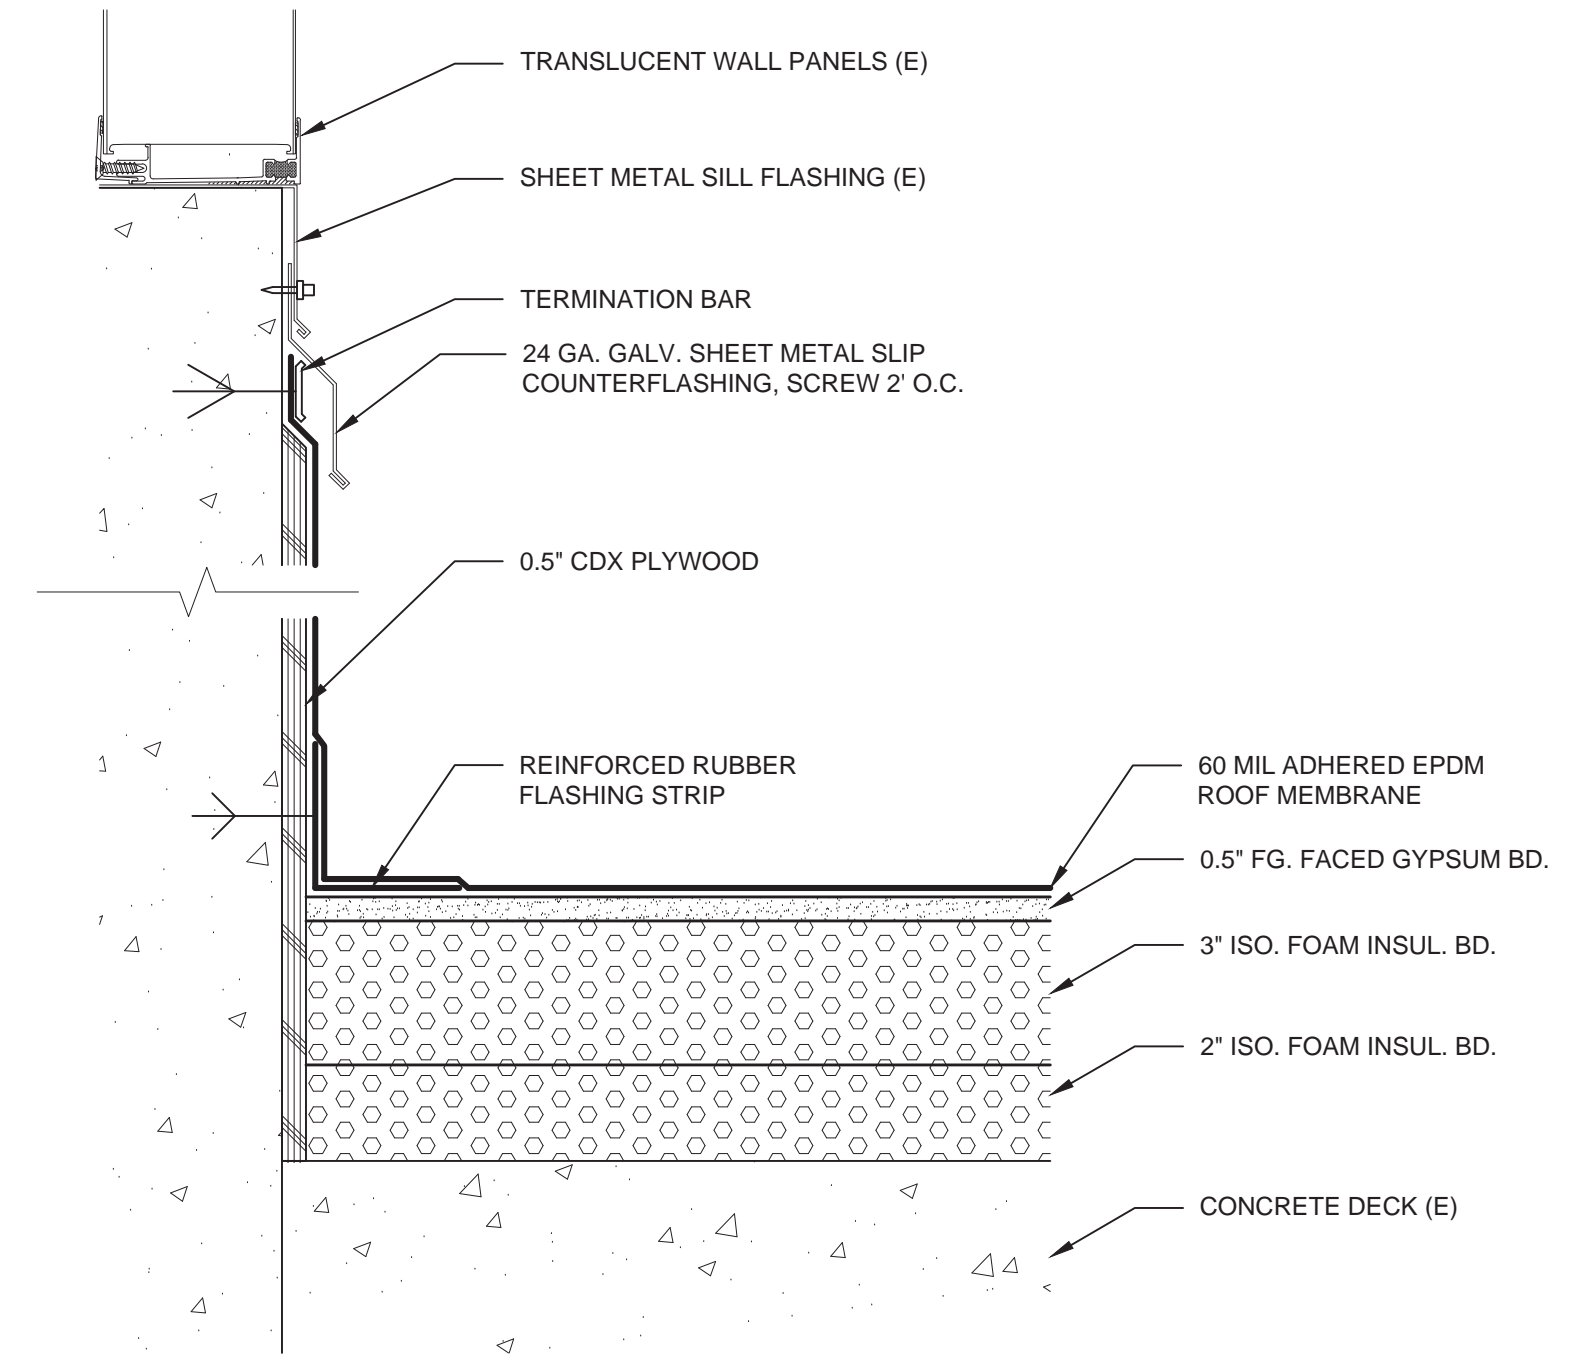 TRANSLUCENT WALL PANELS (E)
SHEET METAL SILL FLASHING (E)
TERMINATION BAR
24 GA. GALV. SHEET METAL SLIP
COUNTERFLASHING, SCREW 2' O.C.
0.5" CDX PLYWOOD
REINFORCED RUBBER
FLASHING STRIP
60 MIL ADHERED EPDM
ROOF MEMBRANE
0.5" FG. FACED GYPSUM BD.
3" ISO. FOAM INSUL. BD.
2" ISO. FOAM INSUL. BD.
CONCRETE DECK (E)